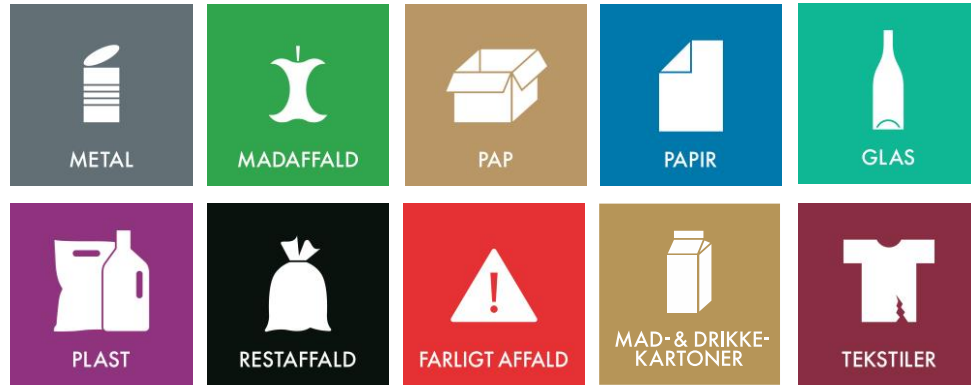 METAL
MADAFFALD
PAP
PAPIR
GLAS
PLAST
RESTAFFALD
FARLIGT AFFALD
MAD- & DRIKKE-
KARTONER
TEKSTILER